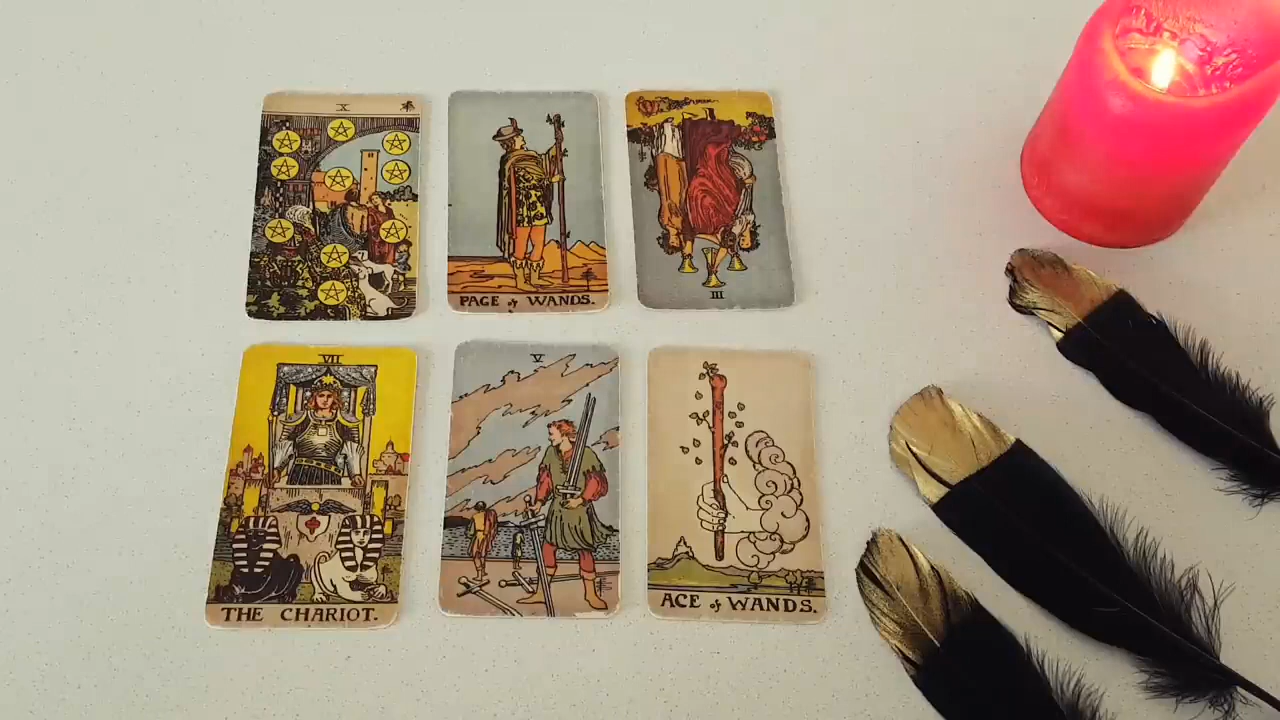 X
PAGE of WANDS.
III
VII
THE CHARIOT.
V
ACE of WANDS.